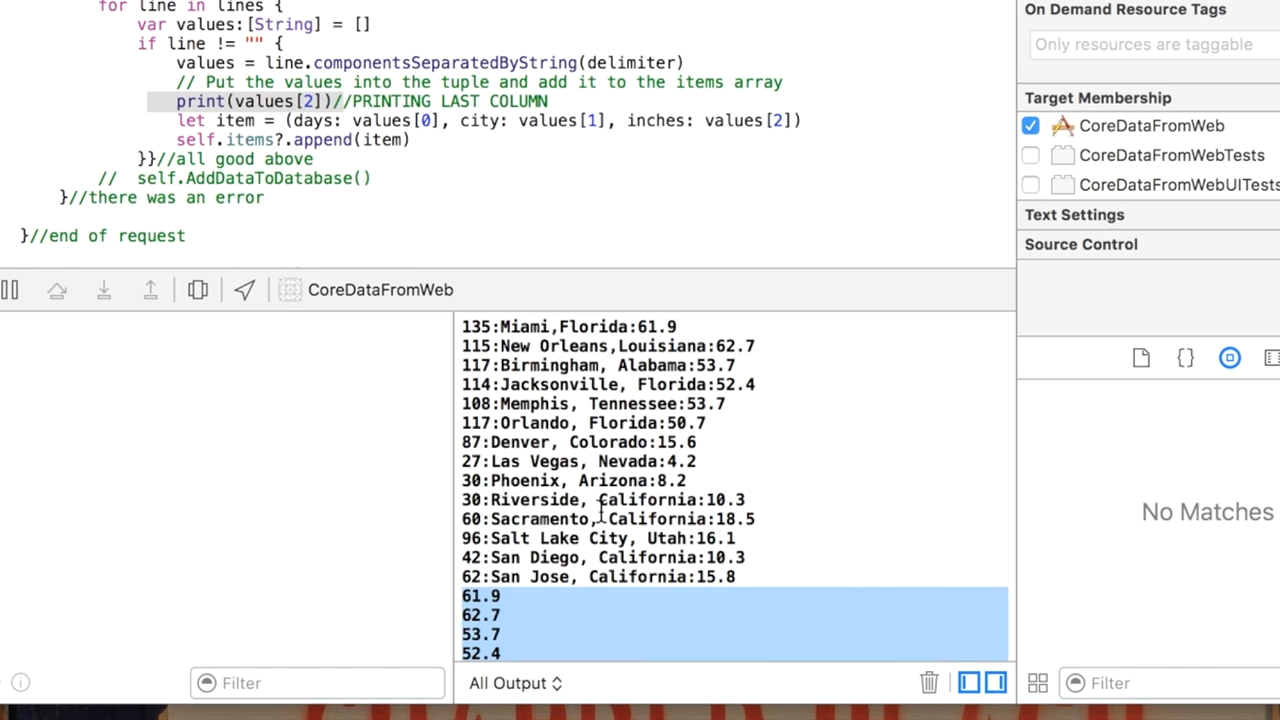 for line in lines {
var values:[String] = []
if line != "" {
values = line.componentsSeparatedByString(delimiter)
// Put the values into the tuple and add it to the items array
print(values[2])//PRINTING LAST COLUMN
let item = (days: values[0], city: values[1], inches: values[2])
self.items?.append(item)
}}//all good above
//  self.AddDataToDatabase()
}//there was an error
}//end of request
On Demand Resource Tags
Only resources are taggable
Target Membership
CoreDataFromWeb
CoreDataFromWebTests
CoreDataFromWebUITests
Text Settings
Source Control
No Matches
Filter
CoreDataFromWeb
135:Miami,Florida:61.9
115:New Orleans,Louisiana:62.7
117:Birmingham, Alabama:53.7
114:Jacksonville, Florida:52.4
108:Memphis, Tennessee:53.7
117:Orlando, Florida:50.7
87:Denver, Colorado:15.6
27:Las Vegas, Nevada:4.2
30:Phoenix, Arizona:8.2
30:Riverside, California:10.3
60:Sacramento, California:18.5
96:Salt Lake City, Utah:16.1
42:San Diego, California:10.3
62:San Jose, California:15.8
61.9
62.7
53.7
52.4
Filter
All Output